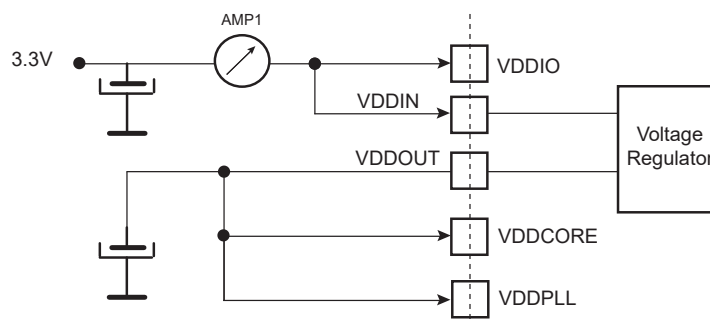 AMP1
3.3V
VDDIO
VDDIN
VDDOUT
Voltage
Regulator
VDDCORE
VDDPLL